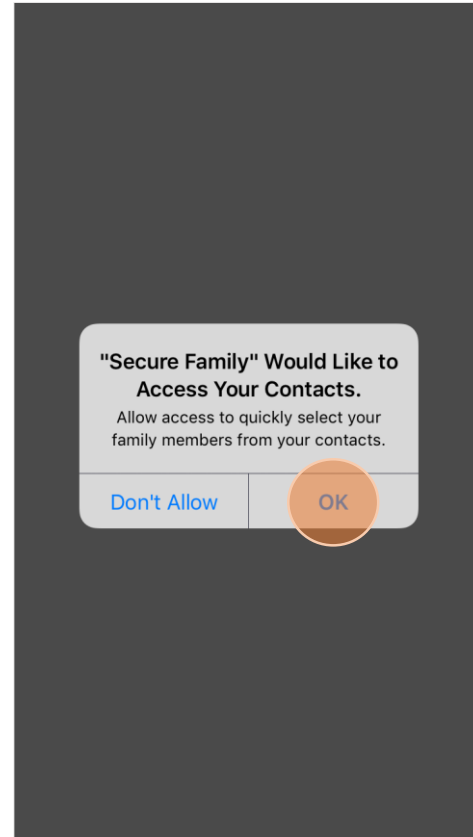 "Secure Family" Would Like to
Access Your Contacts.
Allow access to quickly select your
family members from your contacts.
Don't Allow
OK